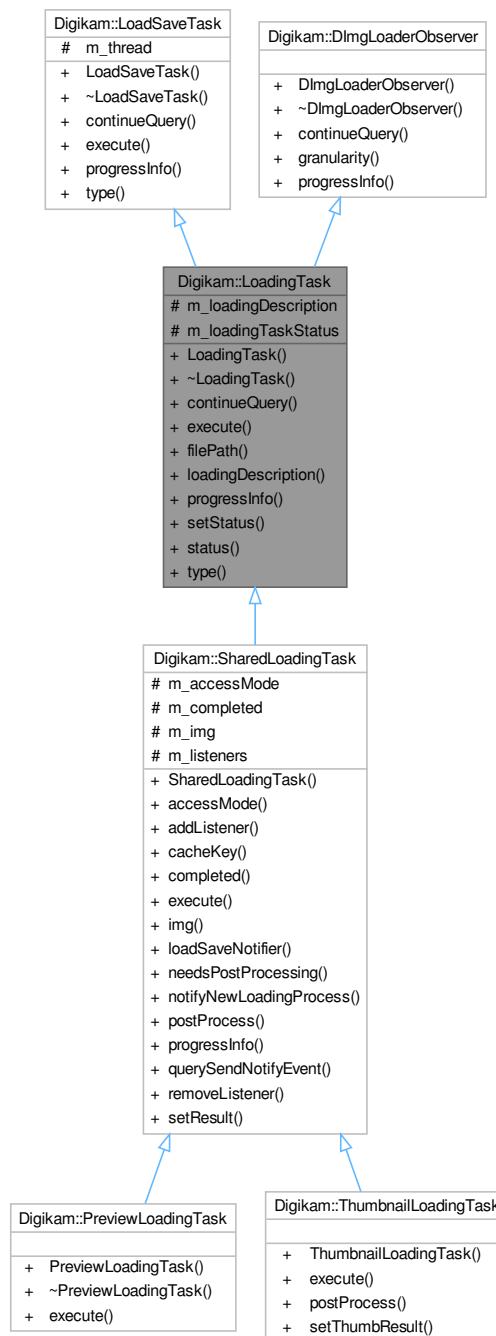 Digikam::LoadSaveTask
# m_thread
+ LoadSaveTask()
+ ~LoadSaveTask()
+ continueQuery()
+ execute()
+ progressInfo()
+ type()
Digikam::DImgLoaderObserver
+ DImgLoaderObserver()
+ ~DImgLoaderObserver()
+ continueQuery()
+ granularity()
+ progressInfo()
Digikam::LoadingTask
# m_loadingDescription
# m_loadingTaskStatus
+ LoadingTask()
+ ~LoadingTask()
+ continueQuery()
+ execute()
+ filePath()
+ loadingDescription()
+ progressInfo()
+ setStatus()
+ status()
+ type()
Digikam::SharedLoadingTask
# m_accessMode
# m_completed
# m_img
# m_listeners
+ SharedLoadingTask()
+ accessMode()
+ addListener()
+ cacheKey()
+ completed()
+ execute()
+ img()
+ loadSaveNotifier()
+ needsPostProcessing()
+ notifyNewLoadingProcess()
+ postProcess()
+ progressInfo()
+ querySendNotifyEvent()
+ removeListener()
+ setResult()
Digikam::PreviewLoadingTask
+ PreviewLoadingTask()
+ ~PreviewLoadingTask()
+ execute()
Digikam::ThumbnailLoadingTask
+ ThumbnailLoadingTask()
+ execute()
+ postProcess()
+ setThumbResult()